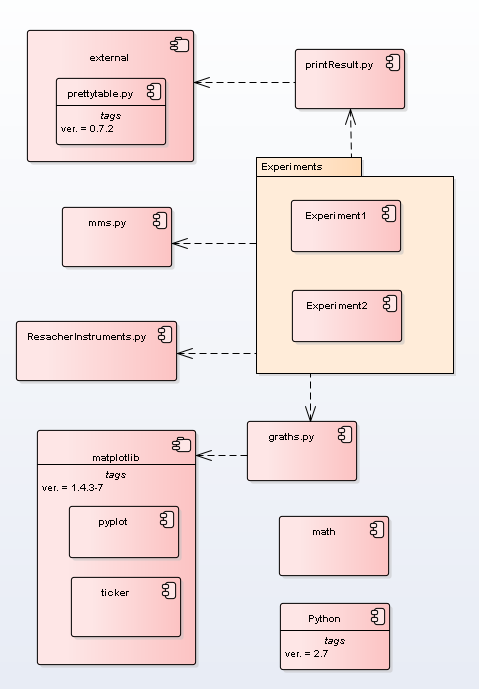 external
prettytable.py
tags
ver. = 0.7.2
printResult.py
Experiments
Experiment1
Experiment2
mms.py
ResacherInstruments.py
graths.py
matplotlib
tags
ver. = 1.4.3-7
pyplot
ticker
math
Python
tags
ver. = 2.7